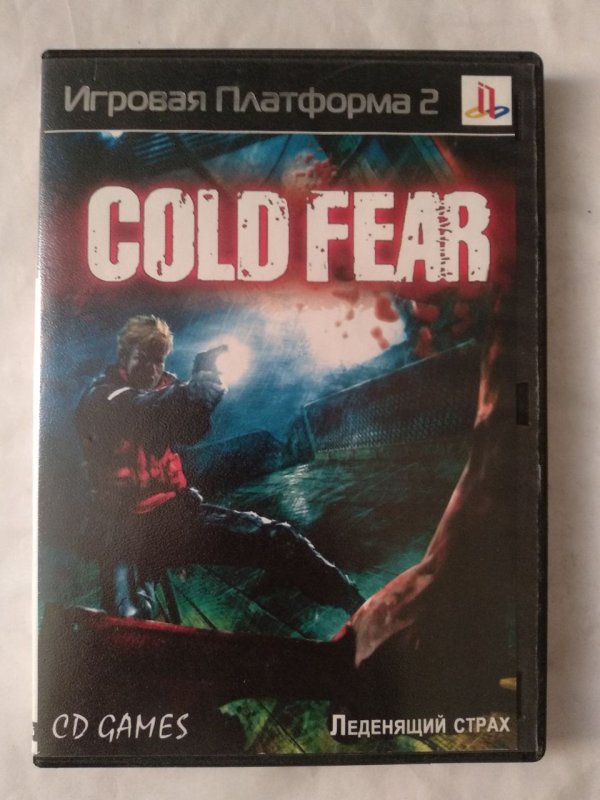 Игровая Платформа 2
COLD FEAR
CD GAMES
Леденящий страх